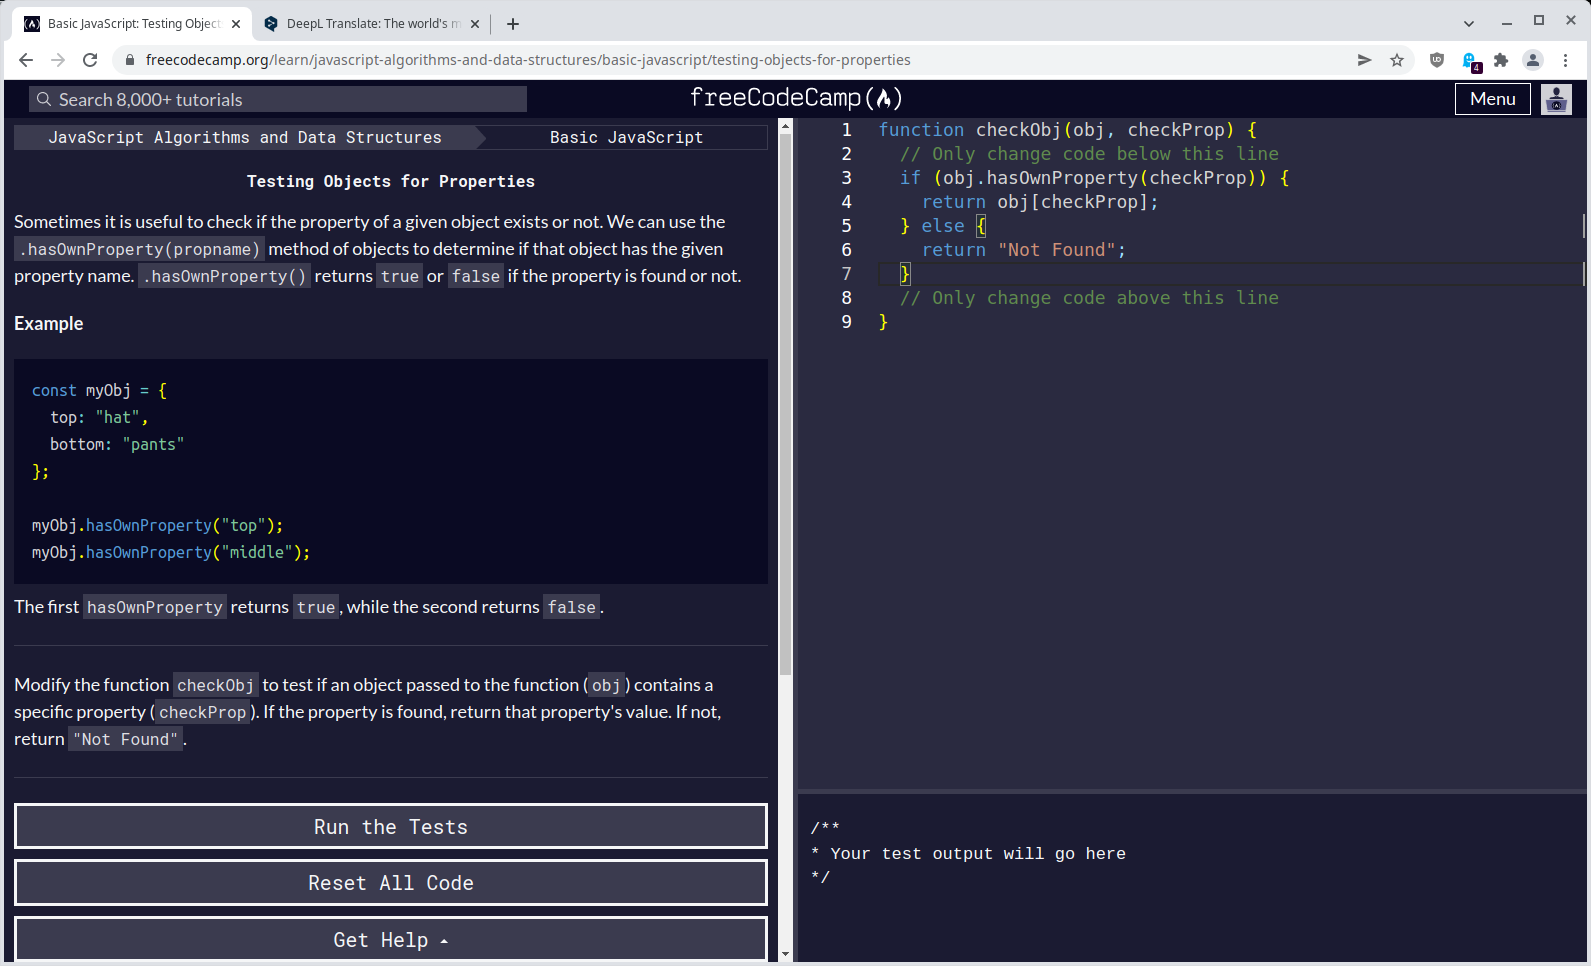 Basic JavaScript: Testing Object
DeepL Translate: The world's m
freecodecamp.org/learn/javascript-algorithms-and-data-structures/basic-javascript/testing-objects-for-properties
4
Search 8,000+ tutorials
freeCodeCamp
Menu
JavaScript Algorithms and Data Structures
Basic JavaScript
Testing Objects for Properties
Sometimes it is useful to check if the property of a given object exists or not. We can use the
.hasOwnProperty(propname) method of objects to determine if that object has the given
property name. .hasOwnProperty() returns true or false if the property is found or not.
Example
const myObj = {
top: "hat",
bottom: "pants"
};
myObj.hasOwnProperty("top");
myObj.hasOwnProperty("middle");
The first hasOwnProperty returns true, while the second returns false.
Modify the function checkObj to test if an object passed to the function (obj) contains a
specific property (checkProp). If the property is found, return that property's value. If not,
return "Not Found".
Run the Tests
Reset All Code
Get Help
1 function checkObj(obj, checkProp) {
2 // Only change code below this line
3 if (obj.hasOwnProperty(checkProp)) {
4 return obj[checkProp];
5 } else {
6 return "Not Found";
7 }
8 // Only change code above this line
9 }
/**
* Your test output will go here
*/